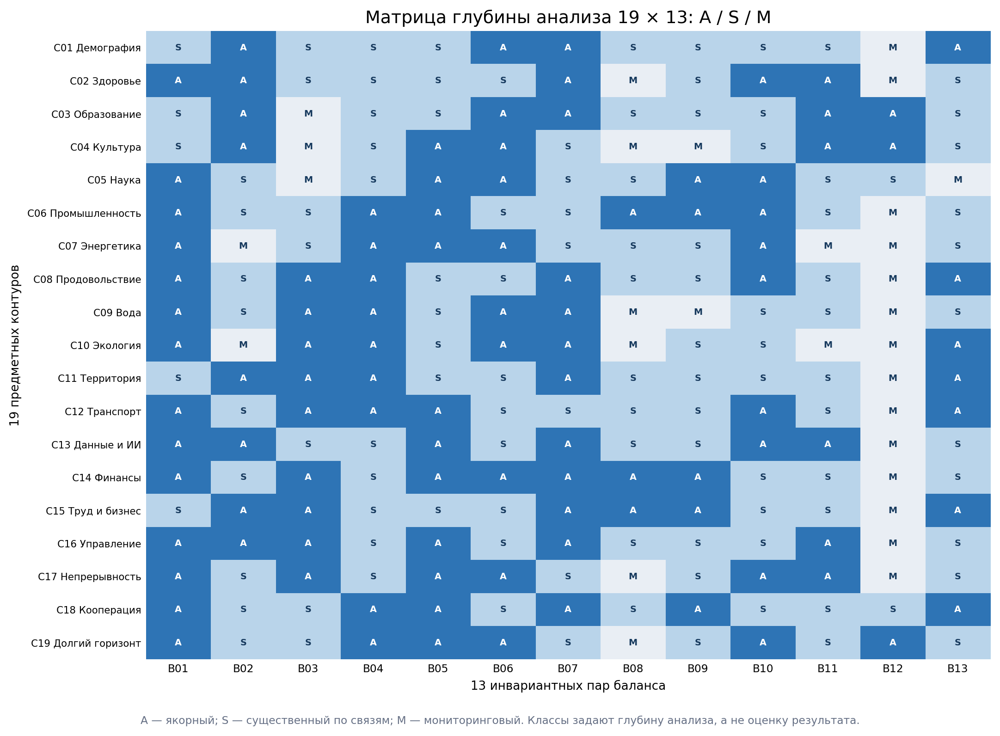 Матрица глубины анализа 19 × 13: A / S / M
19 предметных контуров
C01 Демография S A S S S A A S S S S M A
C02 Здоровье A A S S S S A M S A A M S
C03 Образование S A M S S A A S S S A A S
C04 Культура S A M S A A S M M S A A S
C05 Наука A S M S A A S S A A S S M
C06 Промышленность A S S A A S S A A A S M S
C07 Энергетика A M S A A A S S S A M M S
C08 Продовольствие A S A A S S A S S A S M A
C09 Вода A S A A S A A M M S S M S
C10 Экология A M A A S A A M S S M M A
C11 Территория S A A A S S A S S S S M A
C12 Транспорт A S A A A S S S S A S M A
C13 Данные и ИИ A A S S A S A S S A A M S
C14 Финансы A S A S A A A A A S S M S
C15 Труд и бизнес S A A S S S A A A S S M A
C16 Управление A A A S A S A S S S A M S
C17 Непрерывность A S A S A A S M S A A M S
C18 Кооперация A S S A A S A S A S S S A
C19 Долгий горизонт A S S A A A S M S A S A S
B01 B02 B03 B04 B05 B06 B07 B08 B09 B10 B11 B12 B13
13 инвариантных пар баланса
A — якорный; S — существенный по связям; M — мониторинговый. Классы задают глубину анализа, а не оценку результата.